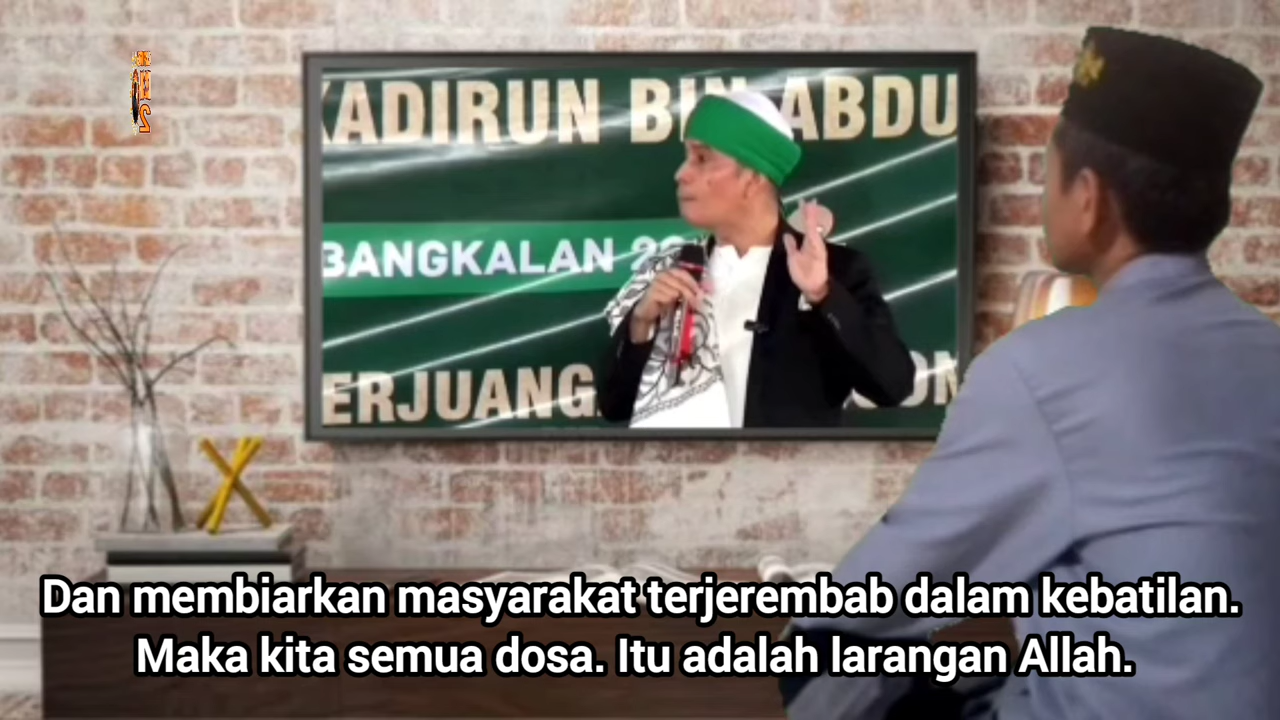 KADIRUN BIN ABDU
BANGKALAN
ERJUANG
Dan membiarkan masyarakat terjerembab dalam kebatilan.
Maka kita semua dosa. Itu adalah larangan Allah.